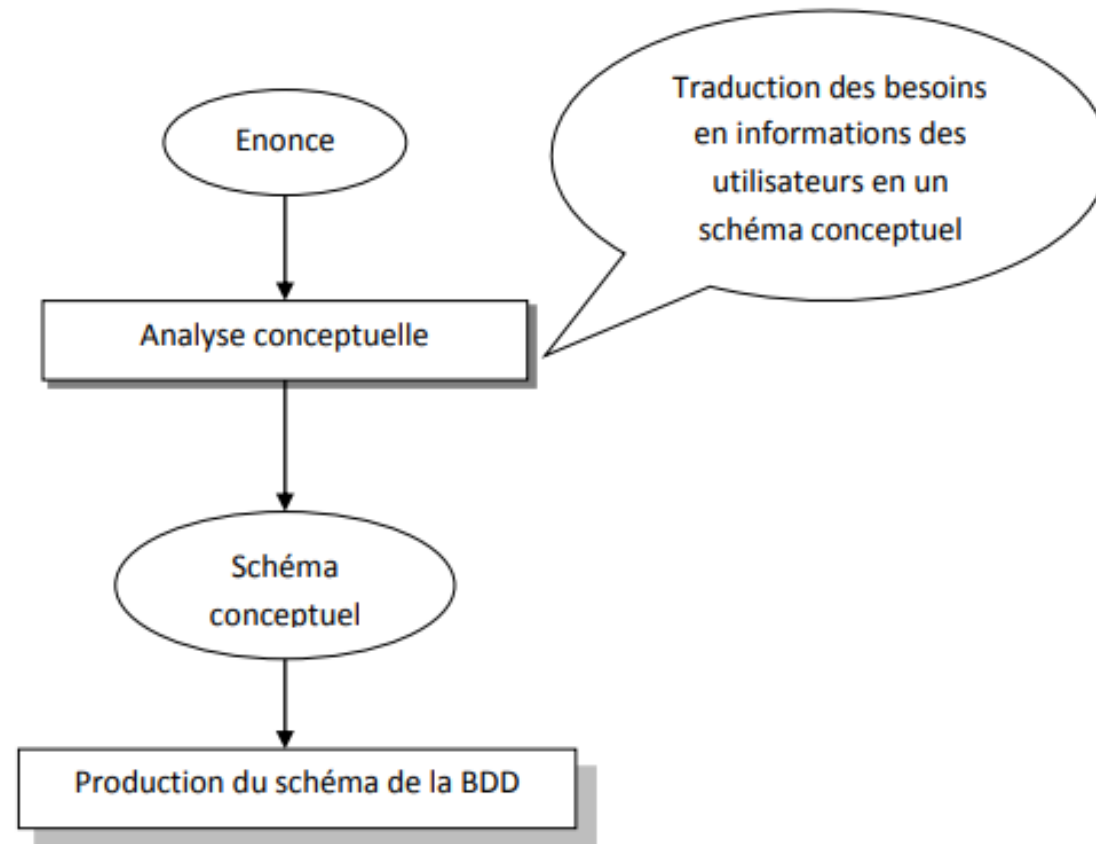 Enonce
Traduction des besoins
en informations des
utilisateurs en un
schéma conceptuel
Analyse conceptuelle
Schéma
conceptuel
Production du schéma de la BDD